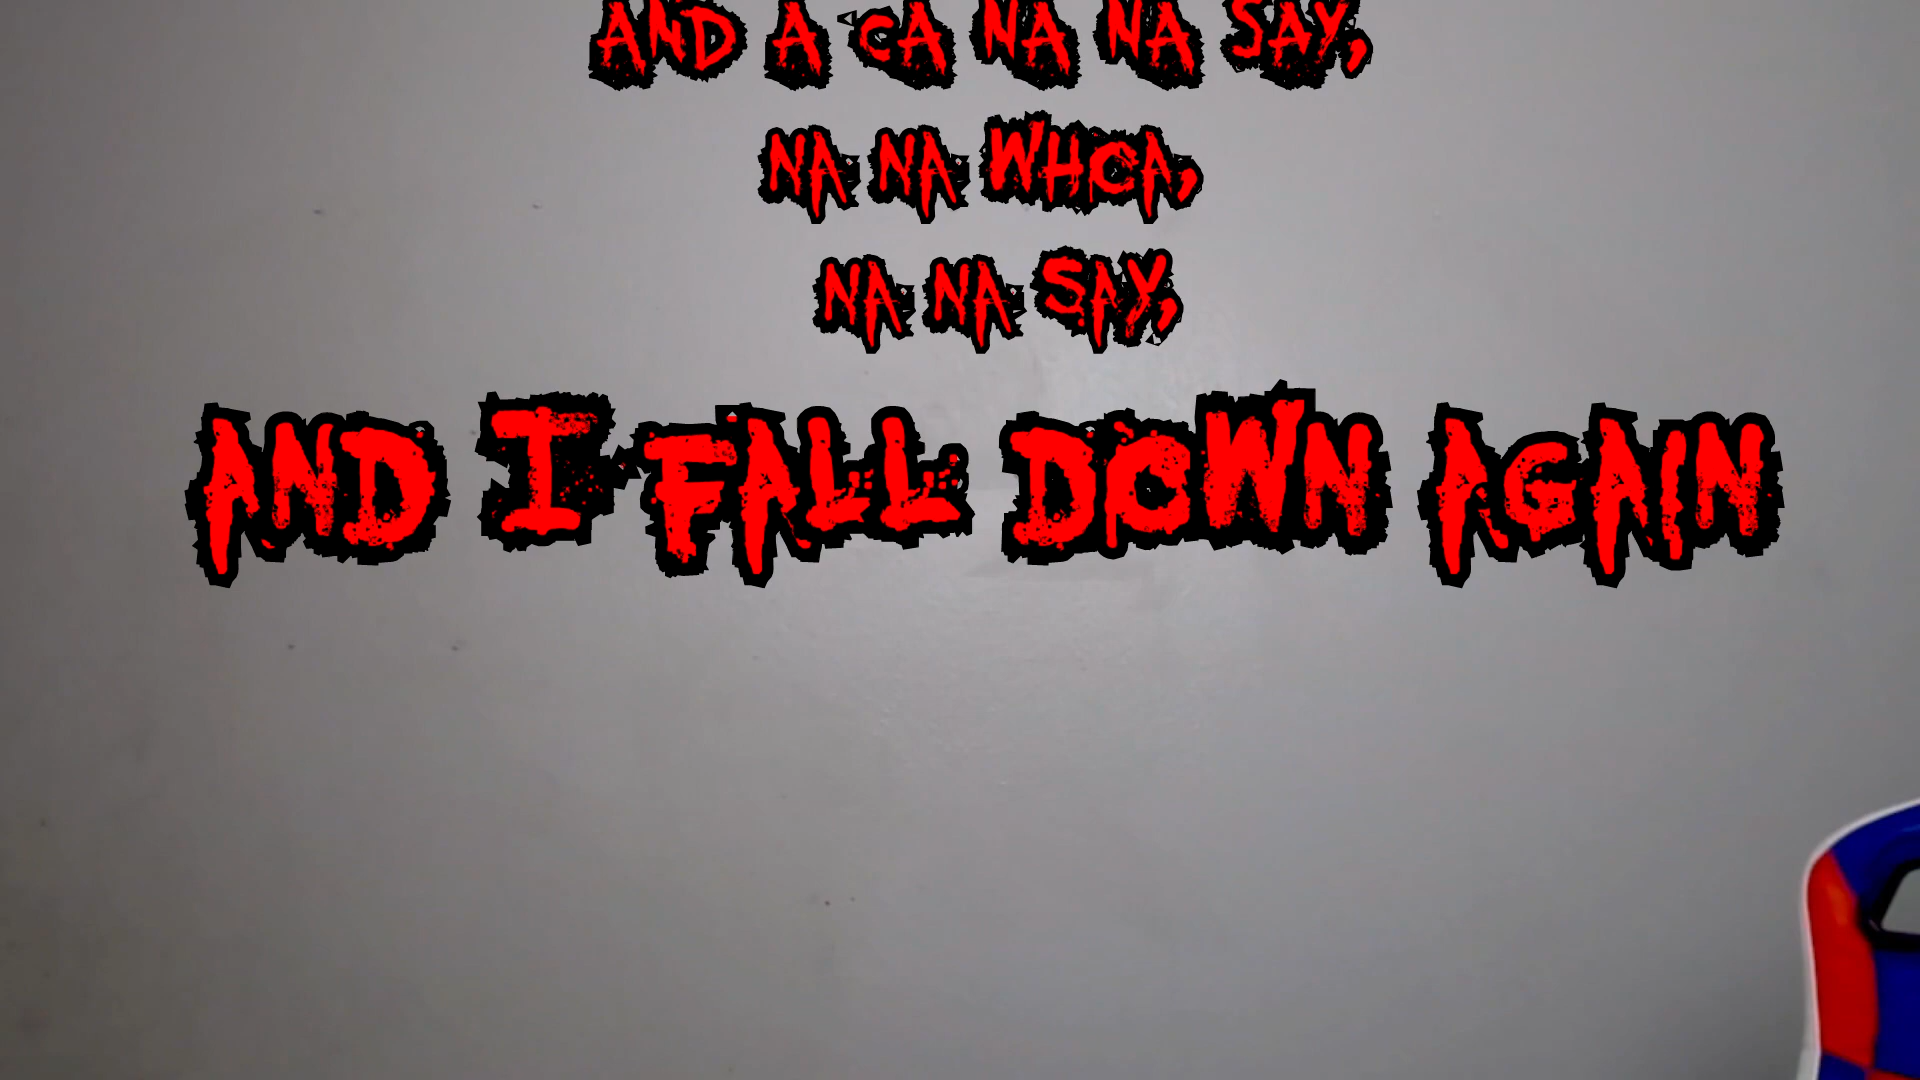 AND A CA NA NA SAY,
NA NA WHOA,
NA NA SAY,
AND I FALL DOWN AGAIN